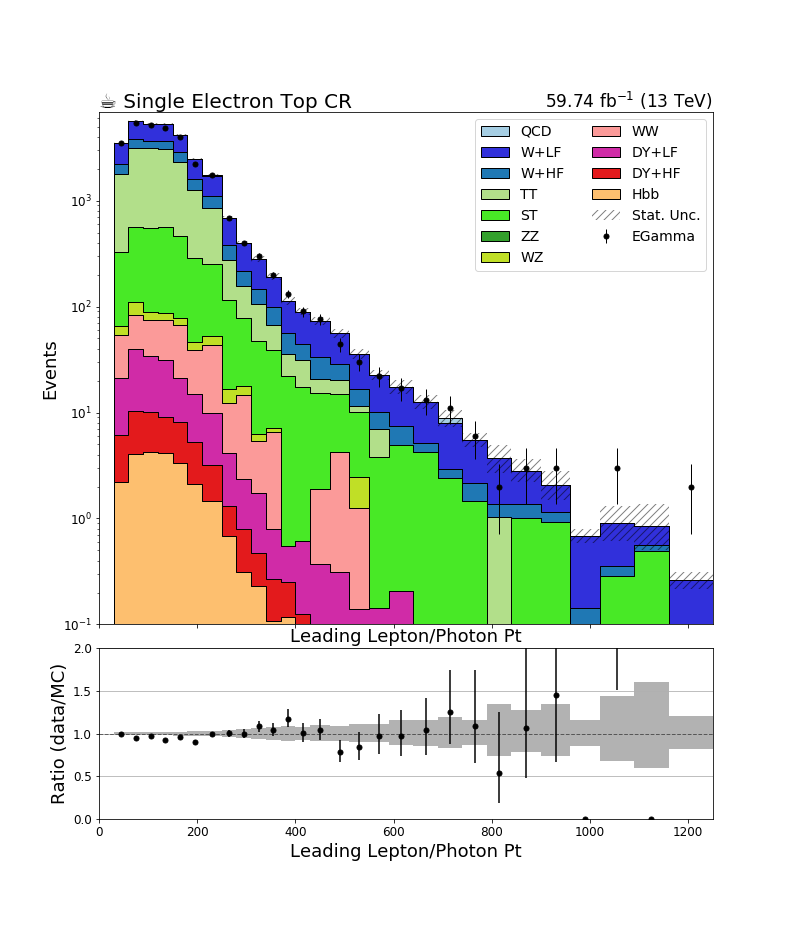 ☕ Single Electron Top CR
59.74 fb⁻¹ (13 TeV)
QCD
W+LF
W+HF
TT
ST
ZZ
WZ
WW
DY+LF
DY+HF
Hbb
Stat. Unc.
EGamma
Events
10³
10²
10¹
10⁰
10⁻¹
Leading Lepton/Photon Pt
Ratio (data/MC)
2.0
1.5
1.0
0.5
0.0
0 200 400 600 800 1000 1200
Leading Lepton/Photon Pt